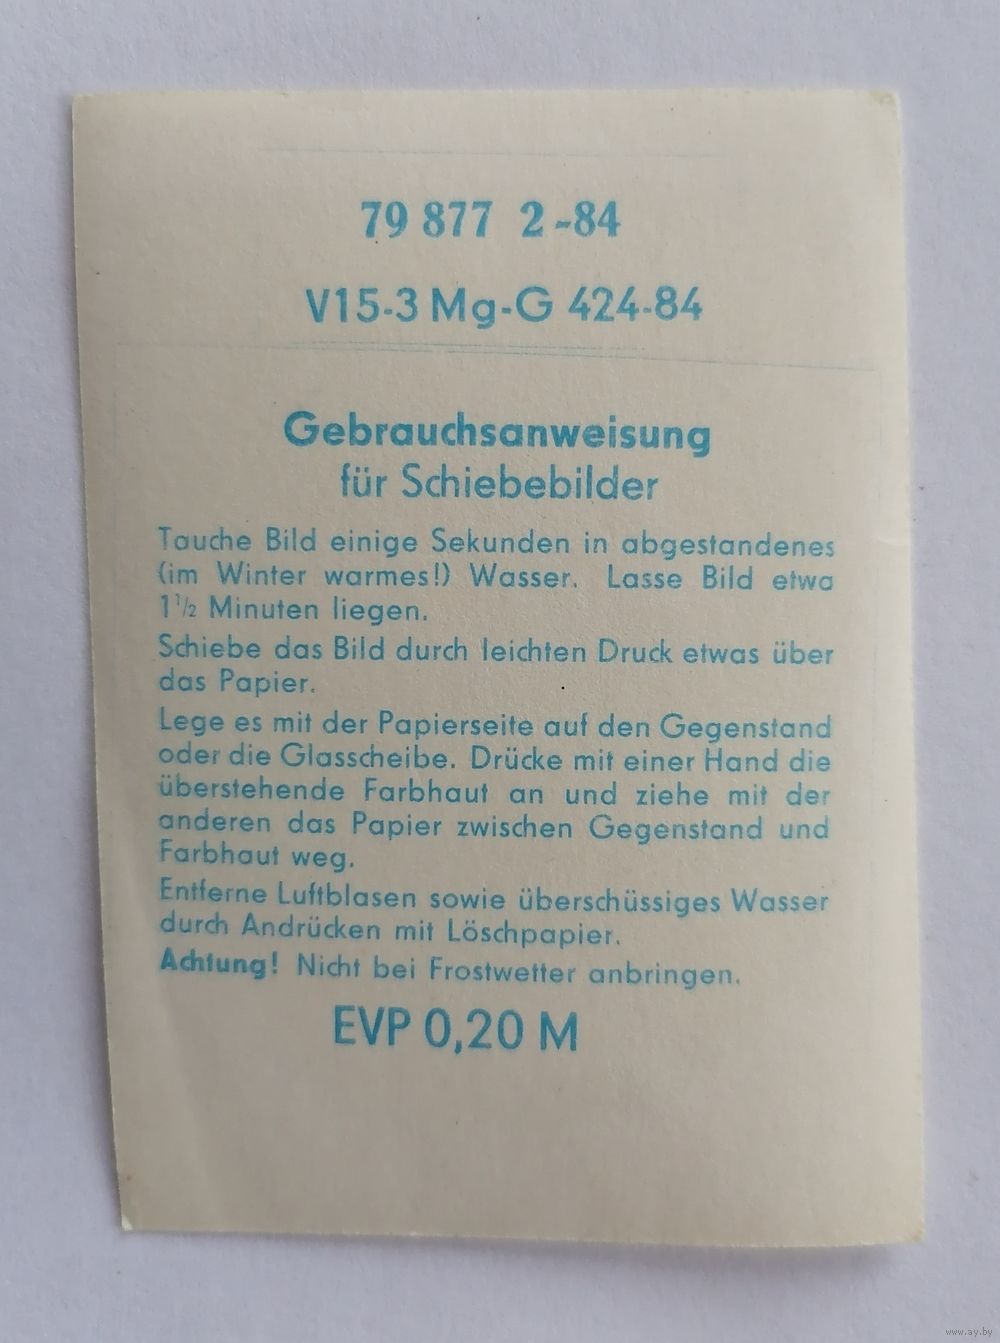 79 877 2-84
V15-3 Mg-G 424-84
Gebrauchsanweisung
für Schiebebilder
Tauche Bild einige Sekunden in abgestandenes
(im Winter warmes!) Wasser. Lasse Bild etwa
1½ Minuten liegen.
Schiebe das Bild durch leichten Druck etwas über
das Papier.
Lege es mit der Papierseite auf den Gegenstand
oder die Glasscheibe. Drücke mit einer Hand die
überstehende Farbhaut an und ziehe mit der
anderen das Papier zwischen Gegenstand und
Farbhaut weg.
Entferne Luftblasen sowie überschüssiges Wasser
durch Andrücken mit Löschpapier.
Achtung! Nicht bei Frostwetter anbringen.
EVP 0,20 M
www.ay.by